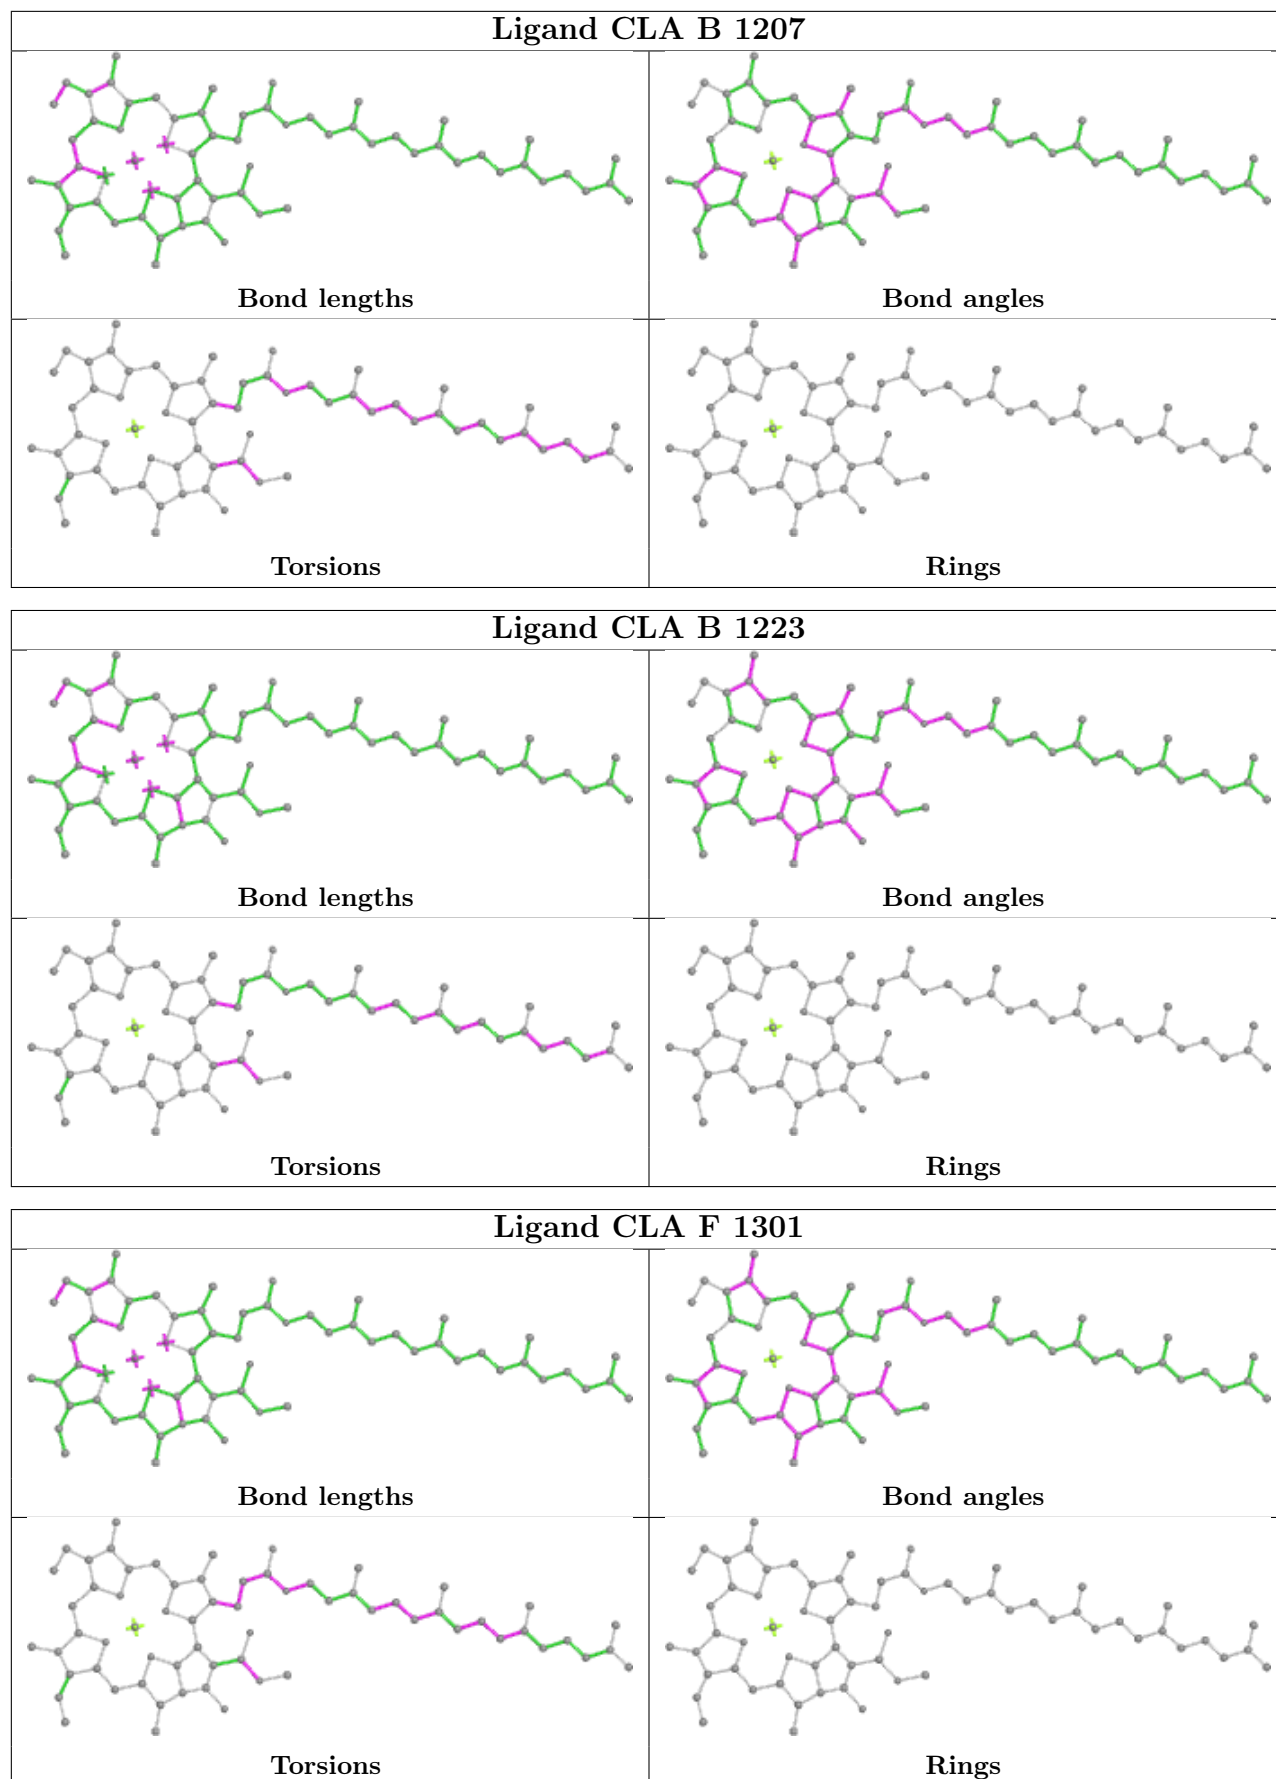 Ligand CLA B 1207
Bond lengths
Bond angles
Torsions
Rings
Ligand CLA B 1223
Bond lengths
Bond angles
Torsions
Rings
Ligand CLA F 1301
Bond lengths
Bond angles
Torsions
Rings